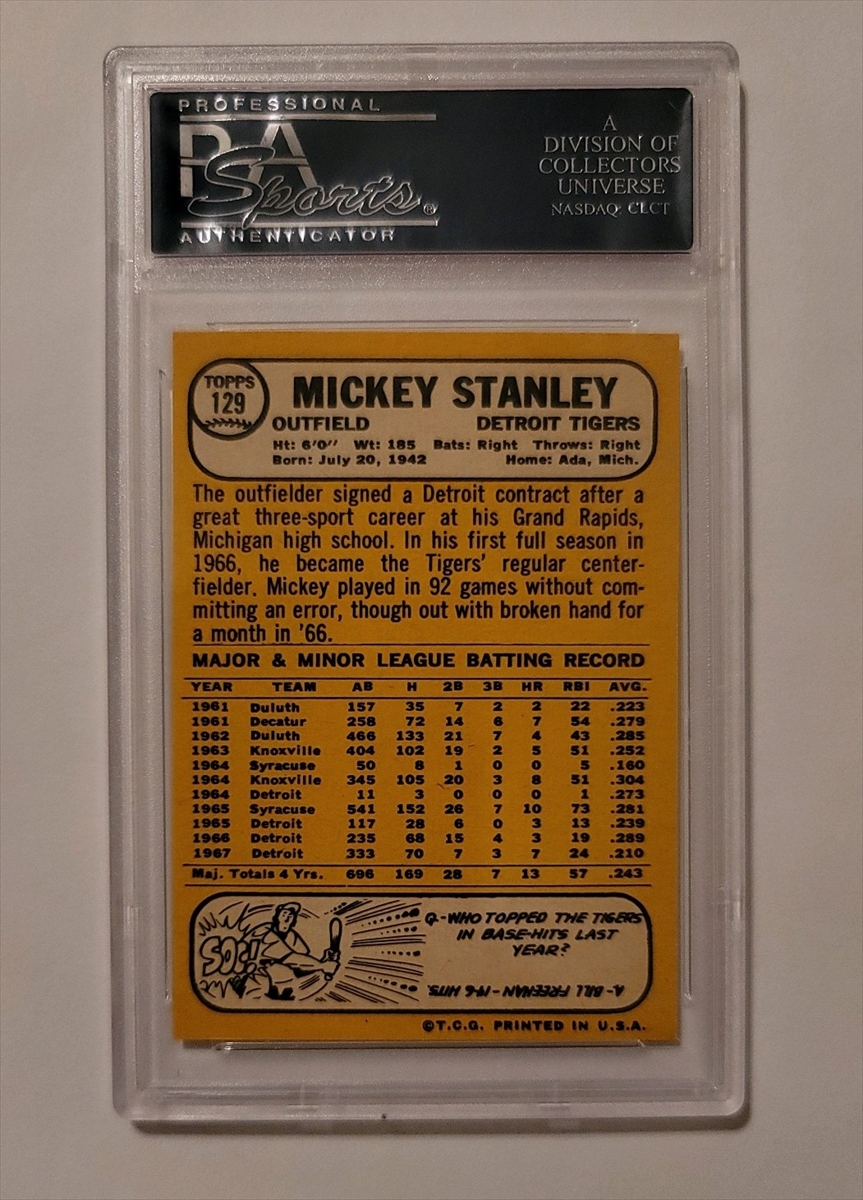 PROFESSIONAL
PSA
Sports®
AUTHENTICATOR
A
DIVISION OF
COLLECTORS
UNIVERSE
NASDAQ: CLCT
TOPPS
129
MICKEY STANLEY
OUTFIELD DETROIT TIGERS
Ht: 6'0" Wt: 185 Bats: Right Throws: Right
Born: July 20, 1942 Home: Ada, Mich.
The outfielder signed a Detroit contract after a
great three-sport career at his Grand Rapids,
Michigan high school. In his first full season in
1966, he became the Tigers' regular center-
fielder. Mickey played in 92 games without com-
mitting an error, though out with broken hand for
a month in '66.
MAJOR & MINOR LEAGUE BATTING RECORD
YEAR TEAM AB H 2B 3B HR RBI AVG.
1961 Duluth 157 35 7 2 2 22 .223
1961 Decatur 258 72 14 6 7 54 .279
1962 Duluth 466 133 21 7 4 43 .285
1963 Knoxville 404 102 19 2 5 51 .252
1964 Syracuse 50 8 1 0 0 5 .160
1964 Knoxville 345 105 20 3 8 51 .304
1964 Detroit 11 3 0 0 0 1 .273
1965 Syracuse 541 152 26 7 10 73 .281
1965 Detroit 117 28 6 0 3 13 .239
1966 Detroit 235 68 15 4 3 19 .289
1967 Detroit 333 70 7 3 7 24 .210
Maj. Totals 4 Yrs. 696 169 28 7 13 57 .243
SOC!
Q-WHO TOPPED THE TIGERS
IN BASE-HITS LAST
YEAR?
A- BILL FREEHAN-146 HITS.
©T.C.G. PRINTED IN U.S.A.